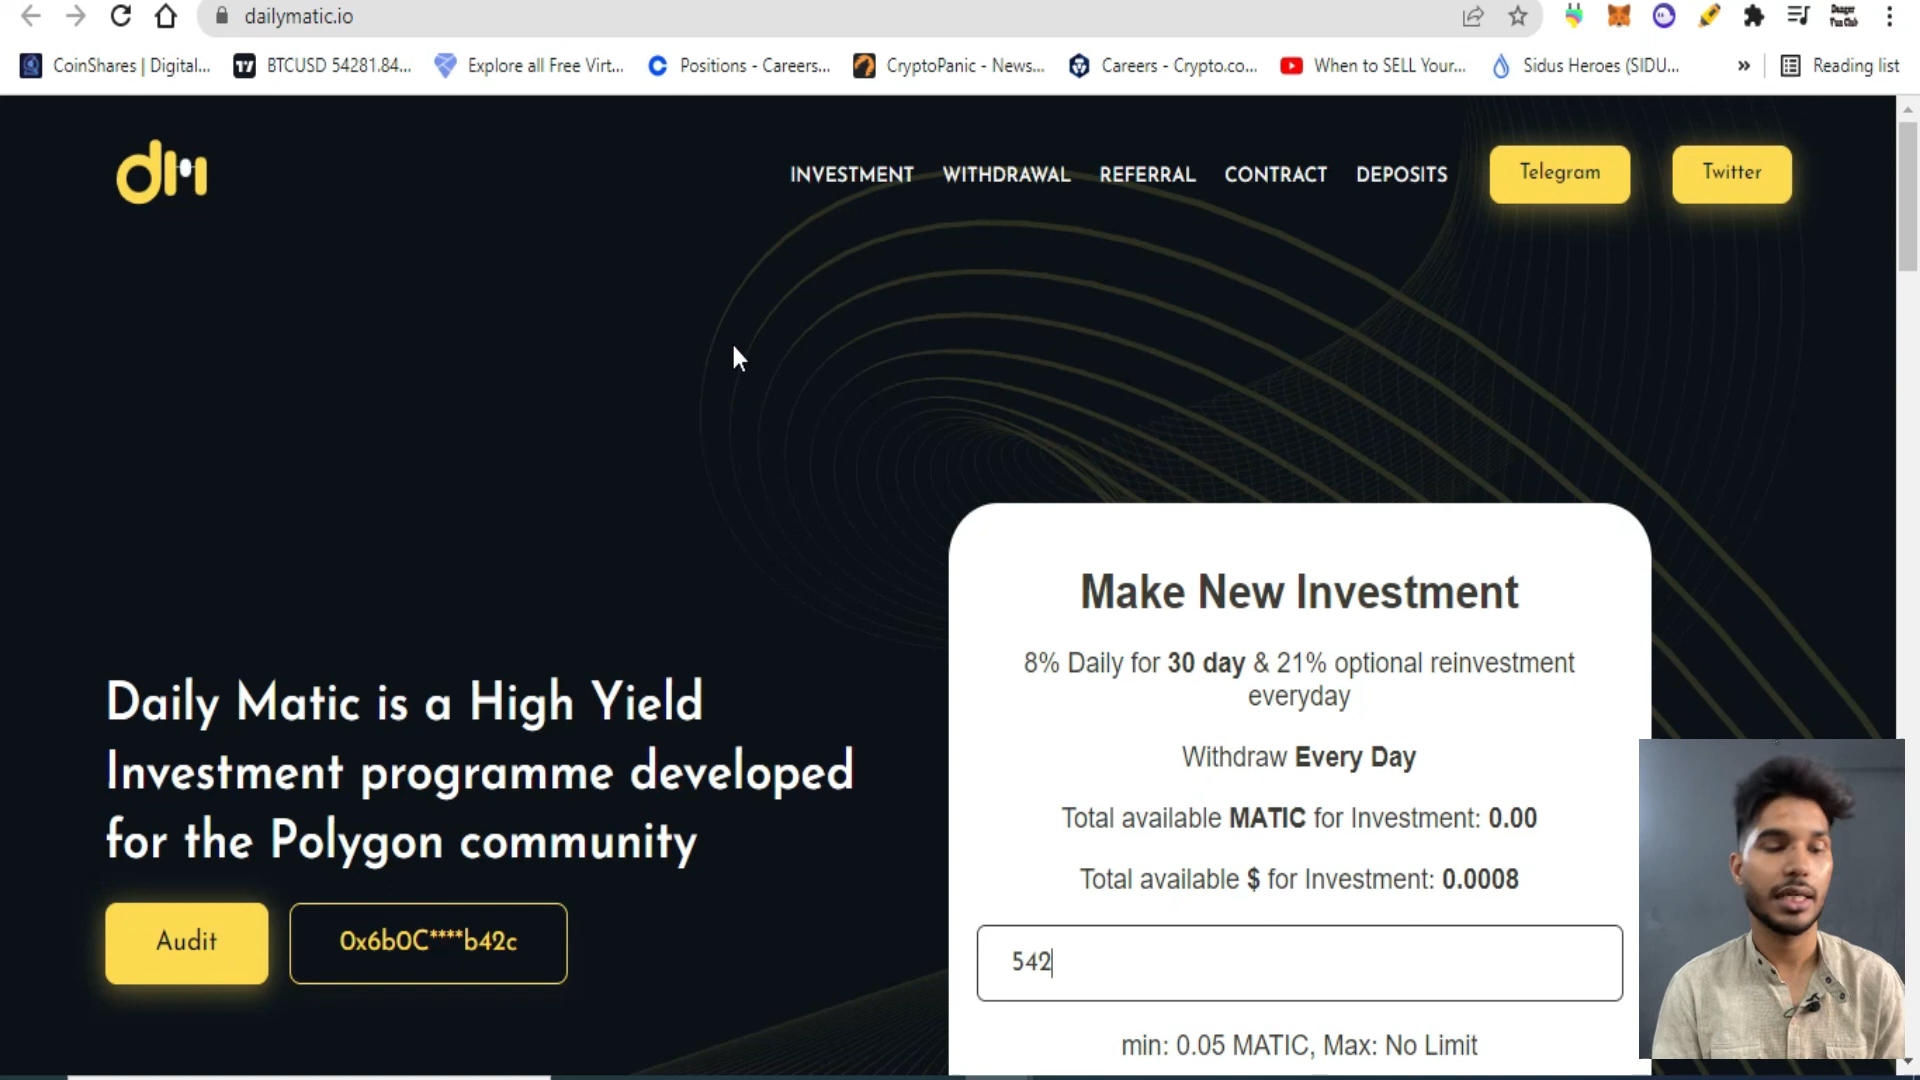 dailymatic.io
CoinShares | Digital...
BTCUSD 54281.84...
Explore all Free Virt...
Positions - Careers...
CryptoPanic - News...
Careers - Crypto.co...
When to SELL Your...
Sidus Heroes (SIDU...
»
Reading list
dm
INVESTMENT
WITHDRAWAL
REFERRAL
CONTRACT
DEPOSITS
Telegram
Twitter
Daily Matic is a High Yield
Investment programme developed
for the Polygon community
Audit
0x6b0C****b42c
Make New Investment
8% Daily for 30 day & 21% optional reinvestment
everyday
Withdraw Every Day
Total available MATIC for Investment: 0.00
Total available $ for Investment: 0.0008
542
min: 0.05 MATIC, Max: No Limit